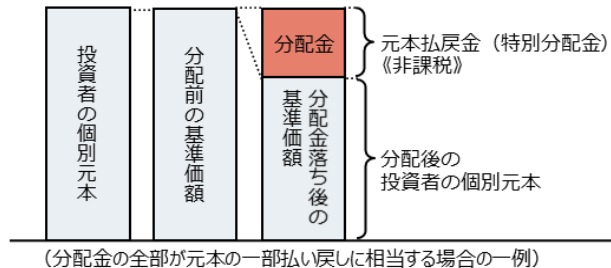 投資者の個別元本
分配前の基準価額
分配金
分配金落ち後の
基準価額
元本払戻金（特別分配金）
《非課税》
分配後の
投資者の個別元本
（分配金の全部が元本の一部払い戻しに相当する場合の一例）